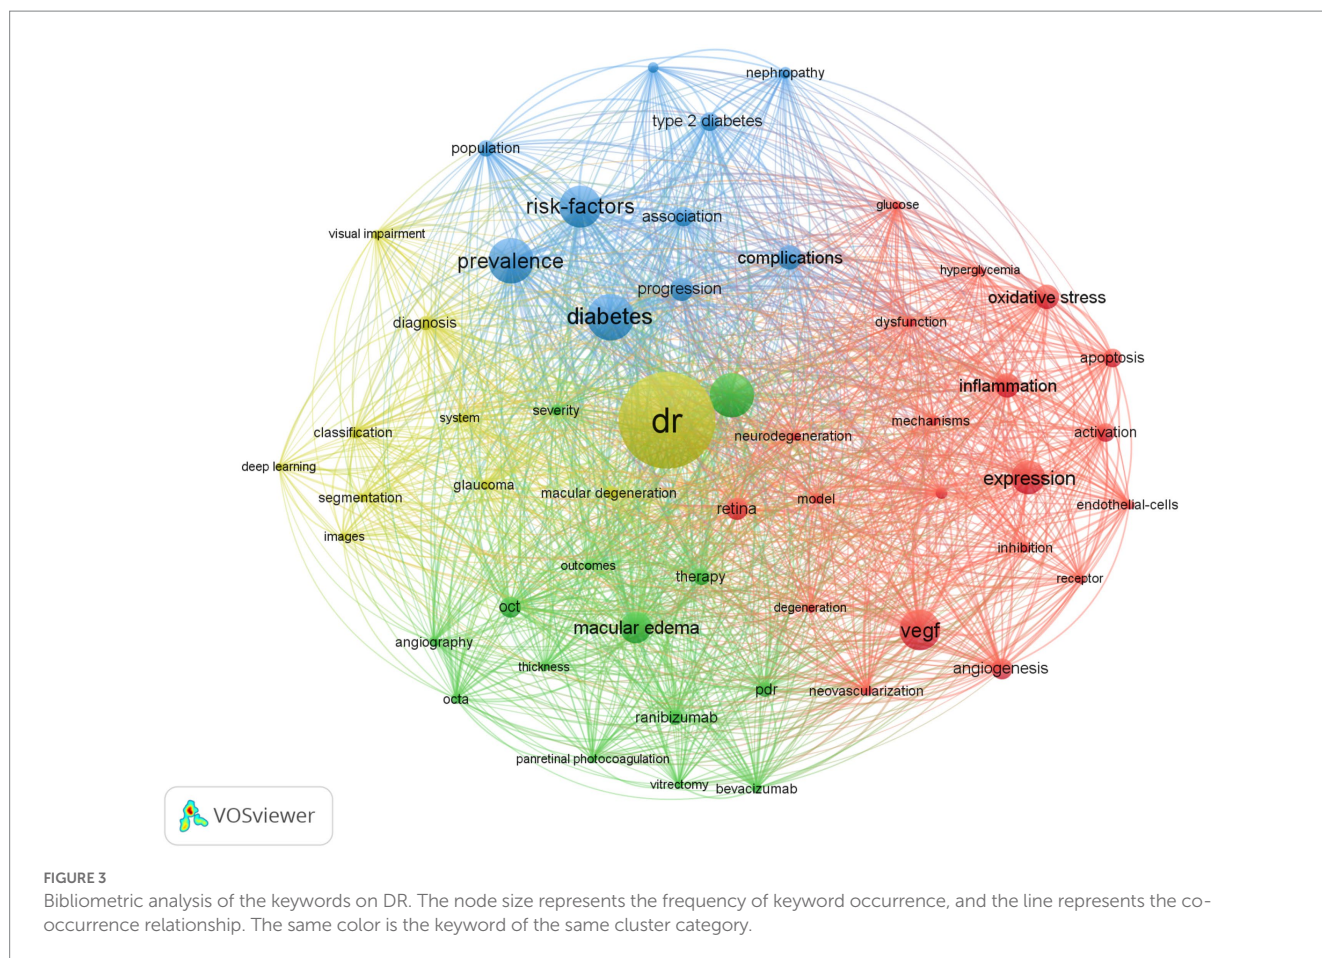 nephropathy
type 2 diabetes
population
risk-factors
association
glucose
visual impairment
prevalence
complications
hyperglycemia
progression
oxidative stress
diabetes
diagnosis
dysfunction
apoptosis
inflammation
severity
system
dr
mechanisms
classification
neurodegeneration
activation
deep learning
glaucoma
expression
segmentation
macular degeneration
model
retina
endothelial-cells
images
inhibition
outcomes
therapy
receptor
oct
degeneration
macular edema
vegf
angiography
thickness
angiogenesis
octa
pdr
neovascularization
ranibizumab
panretinal photocoagulation
vitrectomy
bevacizumab
VOSviewer
FIGURE 3
Bibliometric analysis of the keywords on DR. The node size represents the frequency of keyword occurrence, and the line represents the co-
occurrence relationship. The same color is the keyword of the same cluster category.